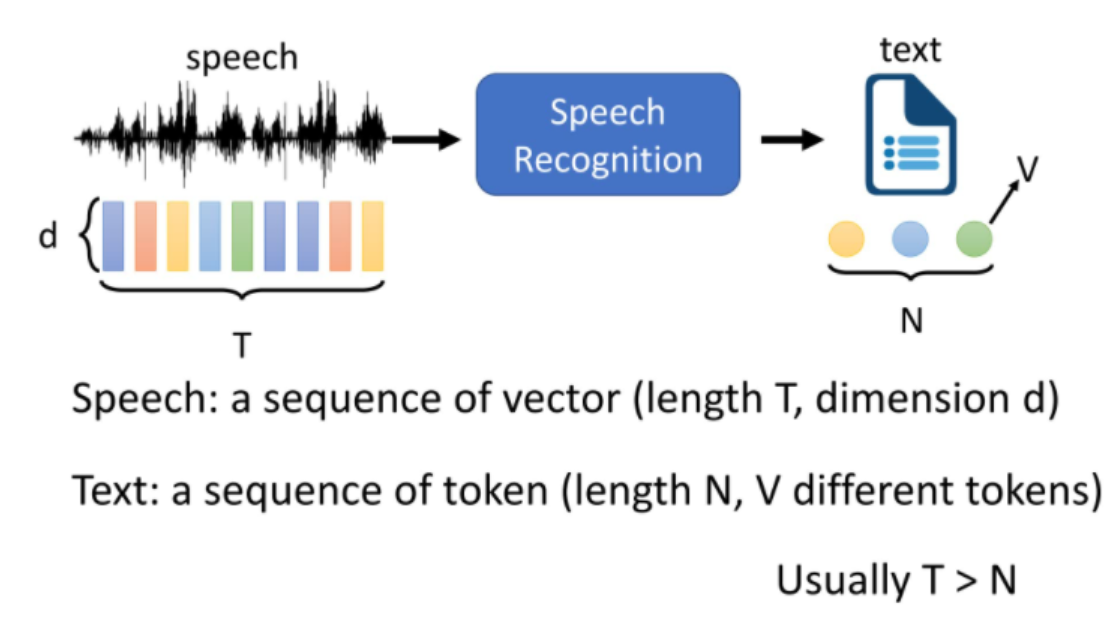 speech
text
Speech
Recognition
V
d
T
N
Speech: a sequence of vector (length T, dimension d)
Text: a sequence of token (length N, V different tokens)
Usually T > N